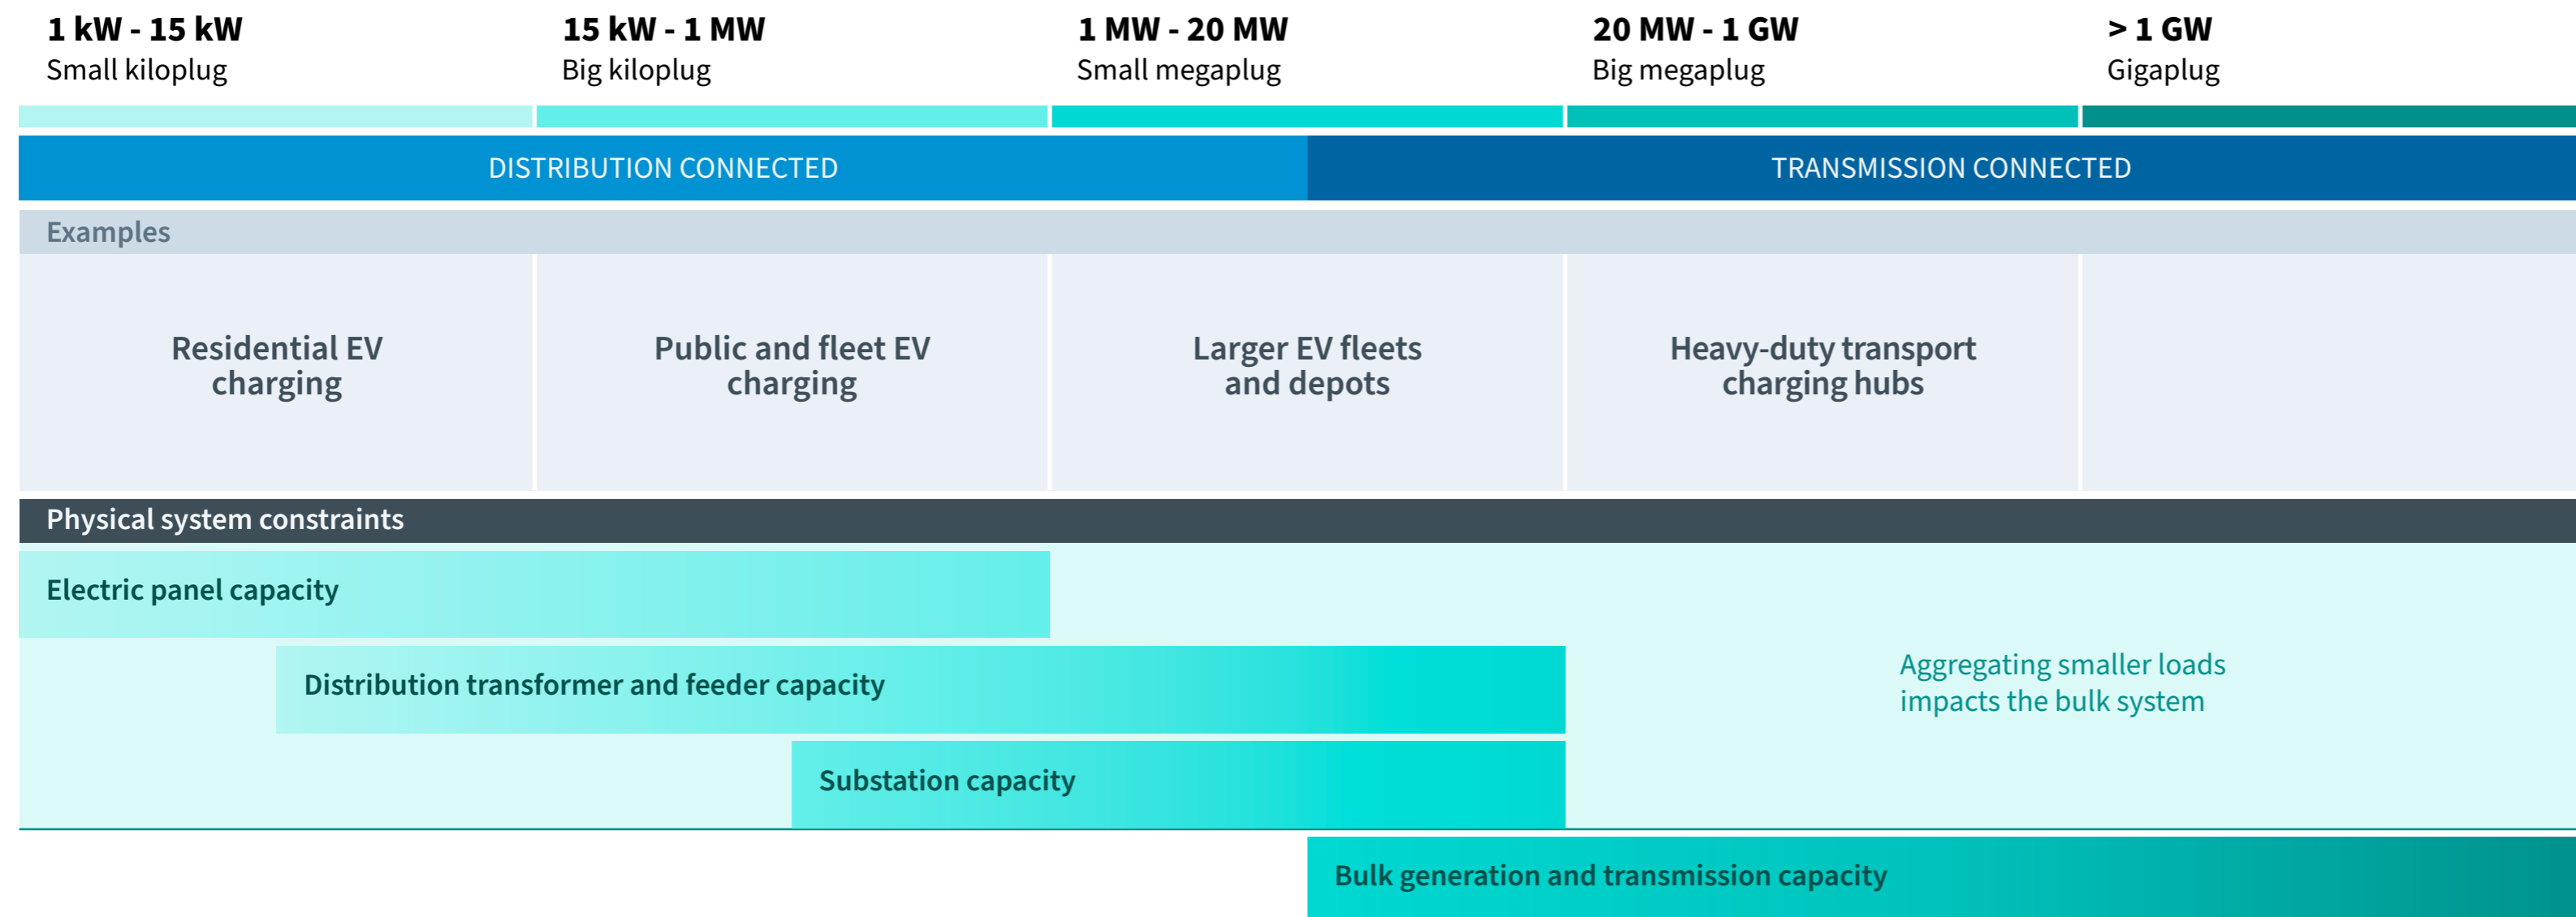 1 kW - 15 kW
Small kiloplug
15 kW - 1 MW
Big kiloplug
1 MW - 20 MW
Small megaplug
20 MW - 1 GW
Big megaplug
> 1 GW
Gigaplug
DISTRIBUTION CONNECTED
TRANSMISSION CONNECTED
Examples
Residential EV
charging
Public and fleet EV
charging
Larger EV fleets
and depots
Heavy-duty transport
charging hubs
Physical system constraints
Electric panel capacity
Distribution transformer and feeder capacity
Aggregating smaller loads
impacts the bulk system
Substation capacity
Bulk generation and transmission capacity